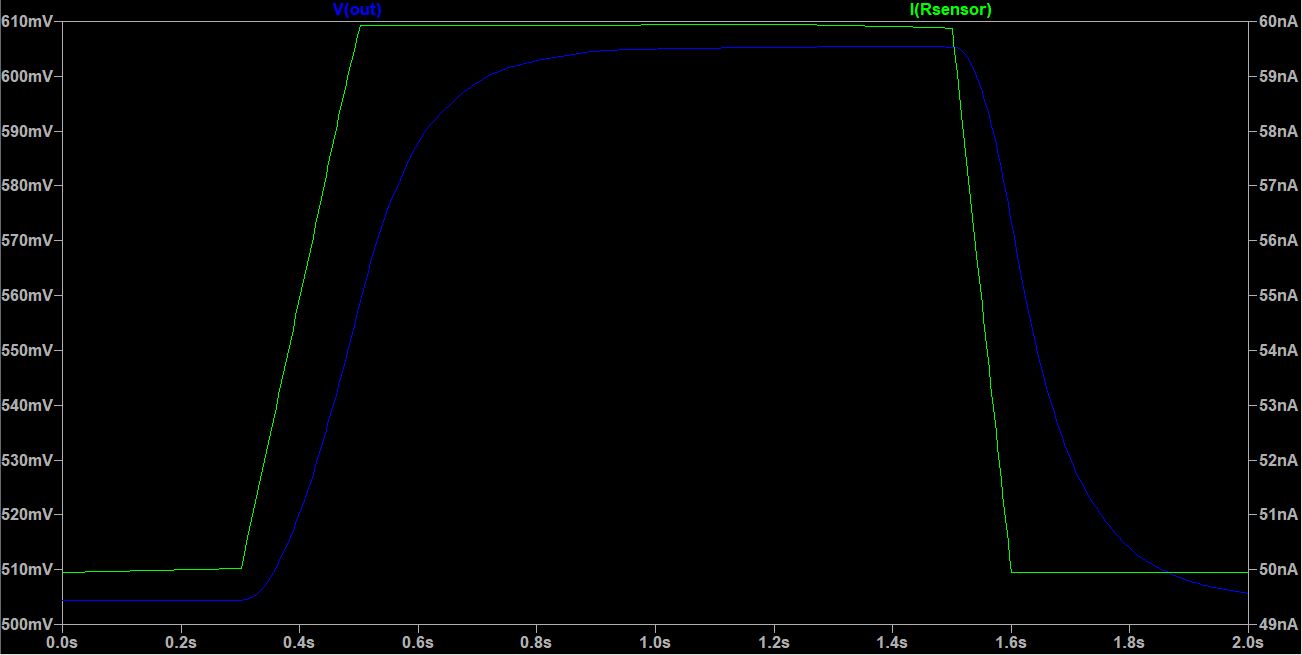 V(out) I(Rsensor)
610mV 60nA
600mV 59nA
590mV 58nA
580mV 57nA
570mV 56nA
560mV 55nA
550mV 54nA
540mV 53nA
530mV 52nA
520mV 51nA
510mV 50nA
500mV 49nA
0.0s 0.2s 0.4s 0.6s 0.8s 1.0s 1.2s 1.4s 1.6s 1.8s 2.0s